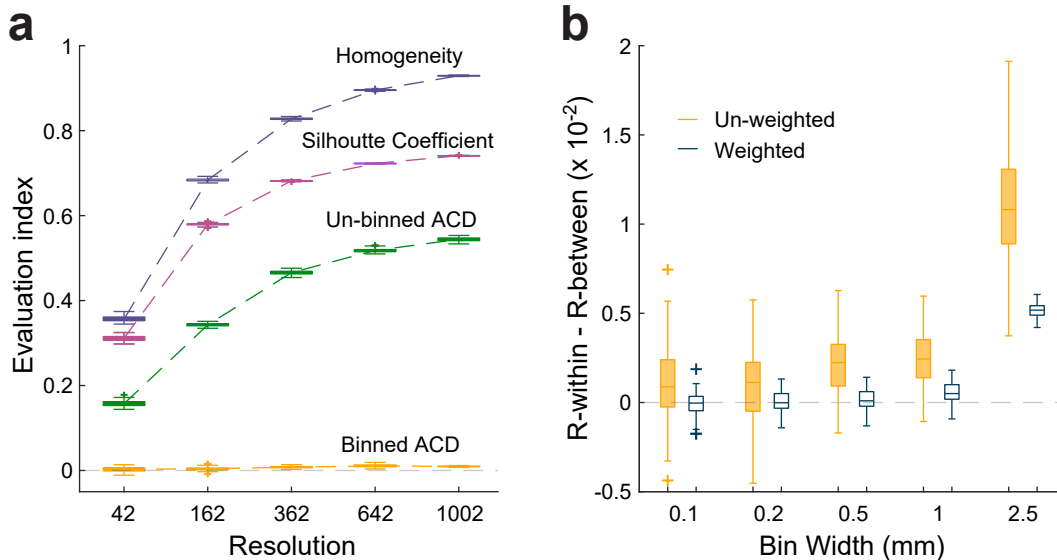 a
Evaluation index
1
0.8
0.6
0.4
0.2
0
Homogeneity
Silhoutte Coefficient
Un-binned ACD
Binned ACD
42 162 362 642 1002
Resolution
b
R-within - R-between (x 10⁻²)
2
1.5
1
0.5
0
-0.5
Un-weighted
Weighted
0.1 0.2 0.5 1 2.5
Bin Width (mm)